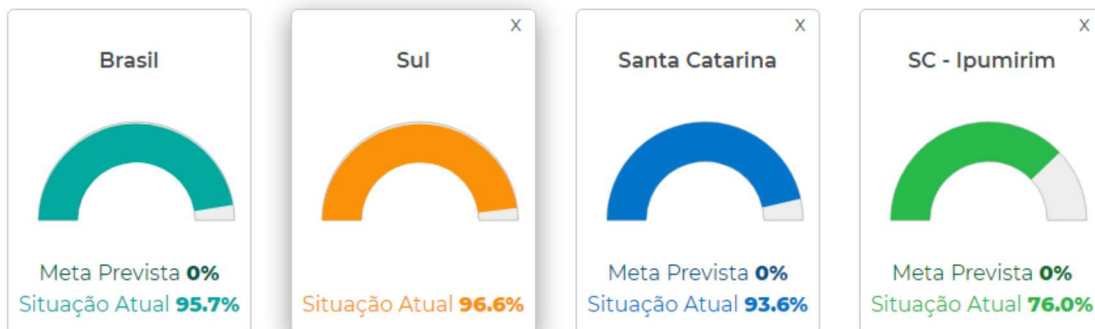 Brasil
Meta Prevista 0%
Situação Atual 95.7%
X
Sul
Situação Atual 96.6%
X
Santa Catarina
Meta Prevista 0%
Situação Atual 93.6%
X
SC - Ipumirim
Meta Prevista 0%
Situação Atual 76.0%